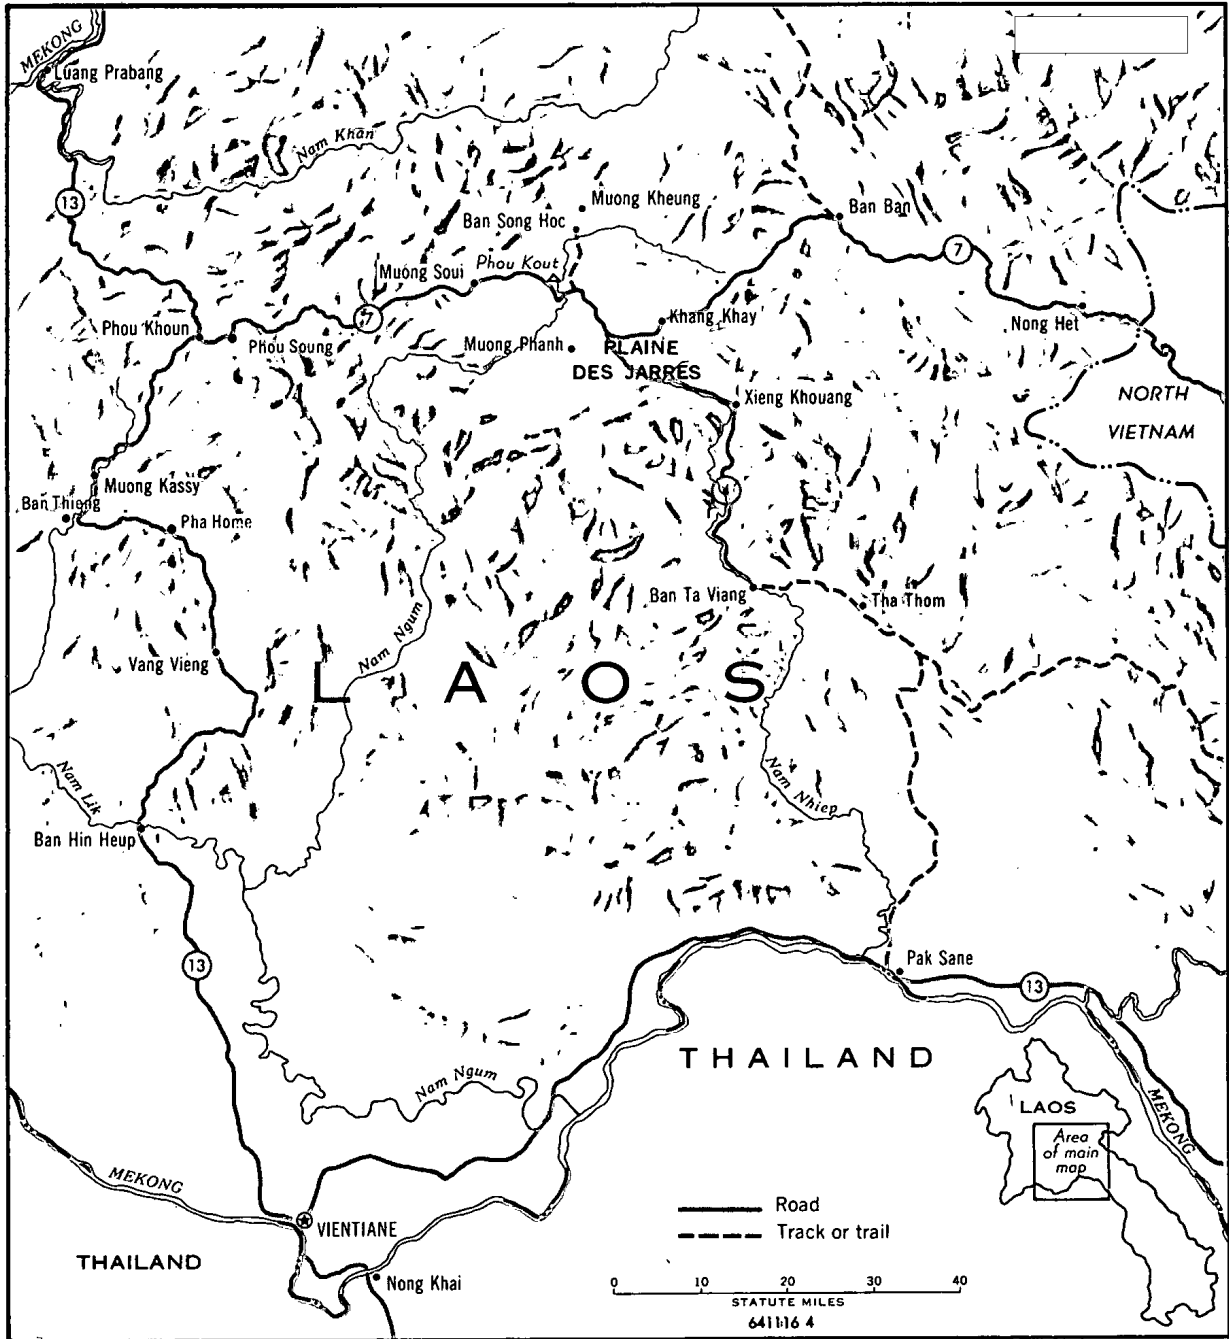 MEKONG
Luang Prabang
Nam Khan
13
Muong Kheung
Ban Song Hoc
Ban Ban
7
Muong Soui
Phou Kout
7
Khang Khay
Nong Het
Phou Khoun
Phou Soung
Muong Phanh
PLAINE
DES JARRES
Xieng Khouang
NORTH
VIETNAM
Muong Kassy
Ban Thieng
Pha Home
4
Ban Ta Viang
Tha Thom
Nam Ngum
Vang Vieng
LAOS
Nam Lik
Nam Nhiep
Ban Hin Heup
13
Pak Sane
13
THAILAND
Nam Ngum
LAOS
Area
of main
map
MEKONG
MEKONG
VIENTIANE
THAILAND
Nong Khai
Road
Track or trail
0 10 20 30 40
STATUTE MILES
641116 4